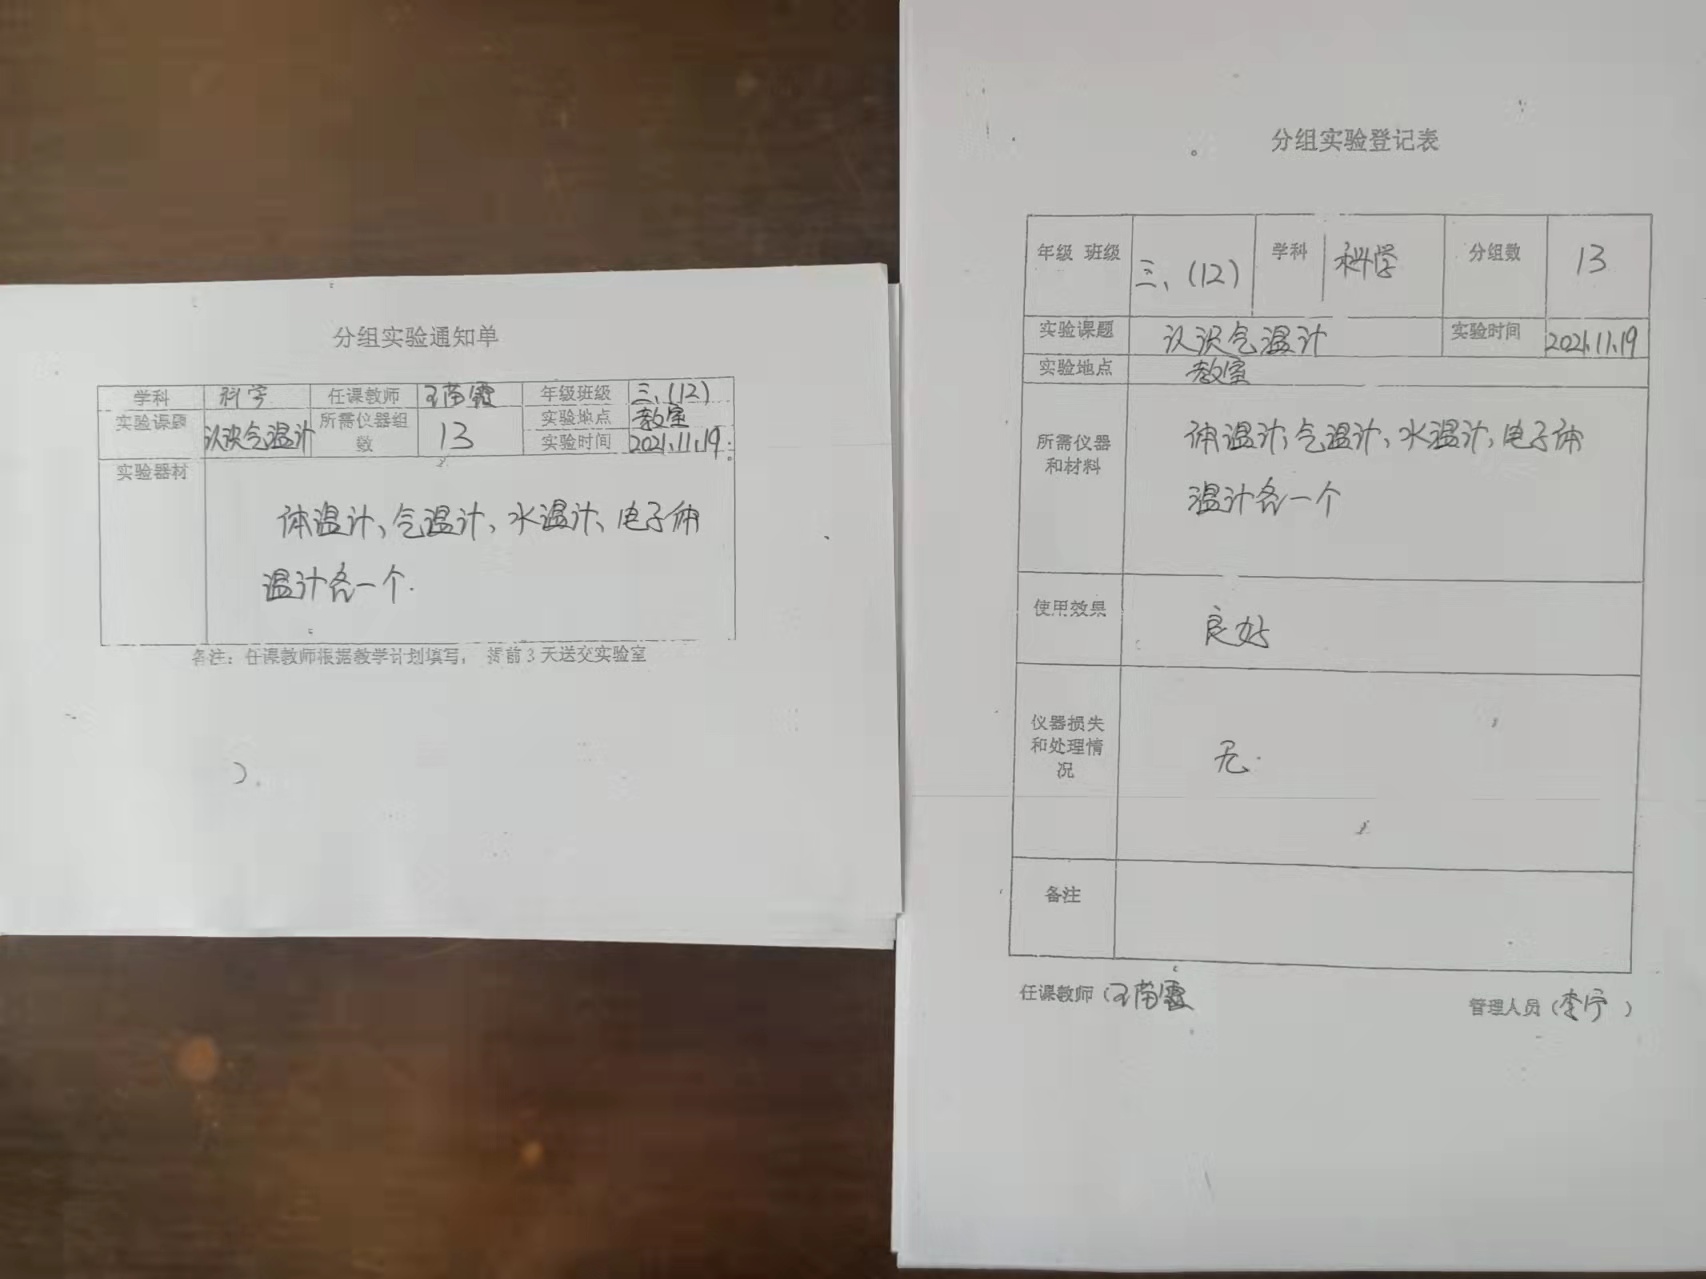 分组实验通知单
学科 科学 任课教师 王苗霞 年级班级 三、(12)
实验课题 认识气温计 所需仪器组数 13 实验地点 教室
实验时间 2021.11.19
实验器材
体温计、气温计、水温计、电子体
温计各一个.
备注：任课教师根据教学计划填写， 提前 3 天送交实验室
分组实验登记表
年级 班级 三、(12) 学科 科学 分组数 13
实验课题 认识气温计 实验时间 2021.11.19
实验地点 教室
所需仪器
和材料
体温计、气温计、水温计、电子体
温计各一个
使用效果 良好
仪器损失
和处理情
况
无.
备注
任课教师（王苗霞
管理人员（李宁 ）